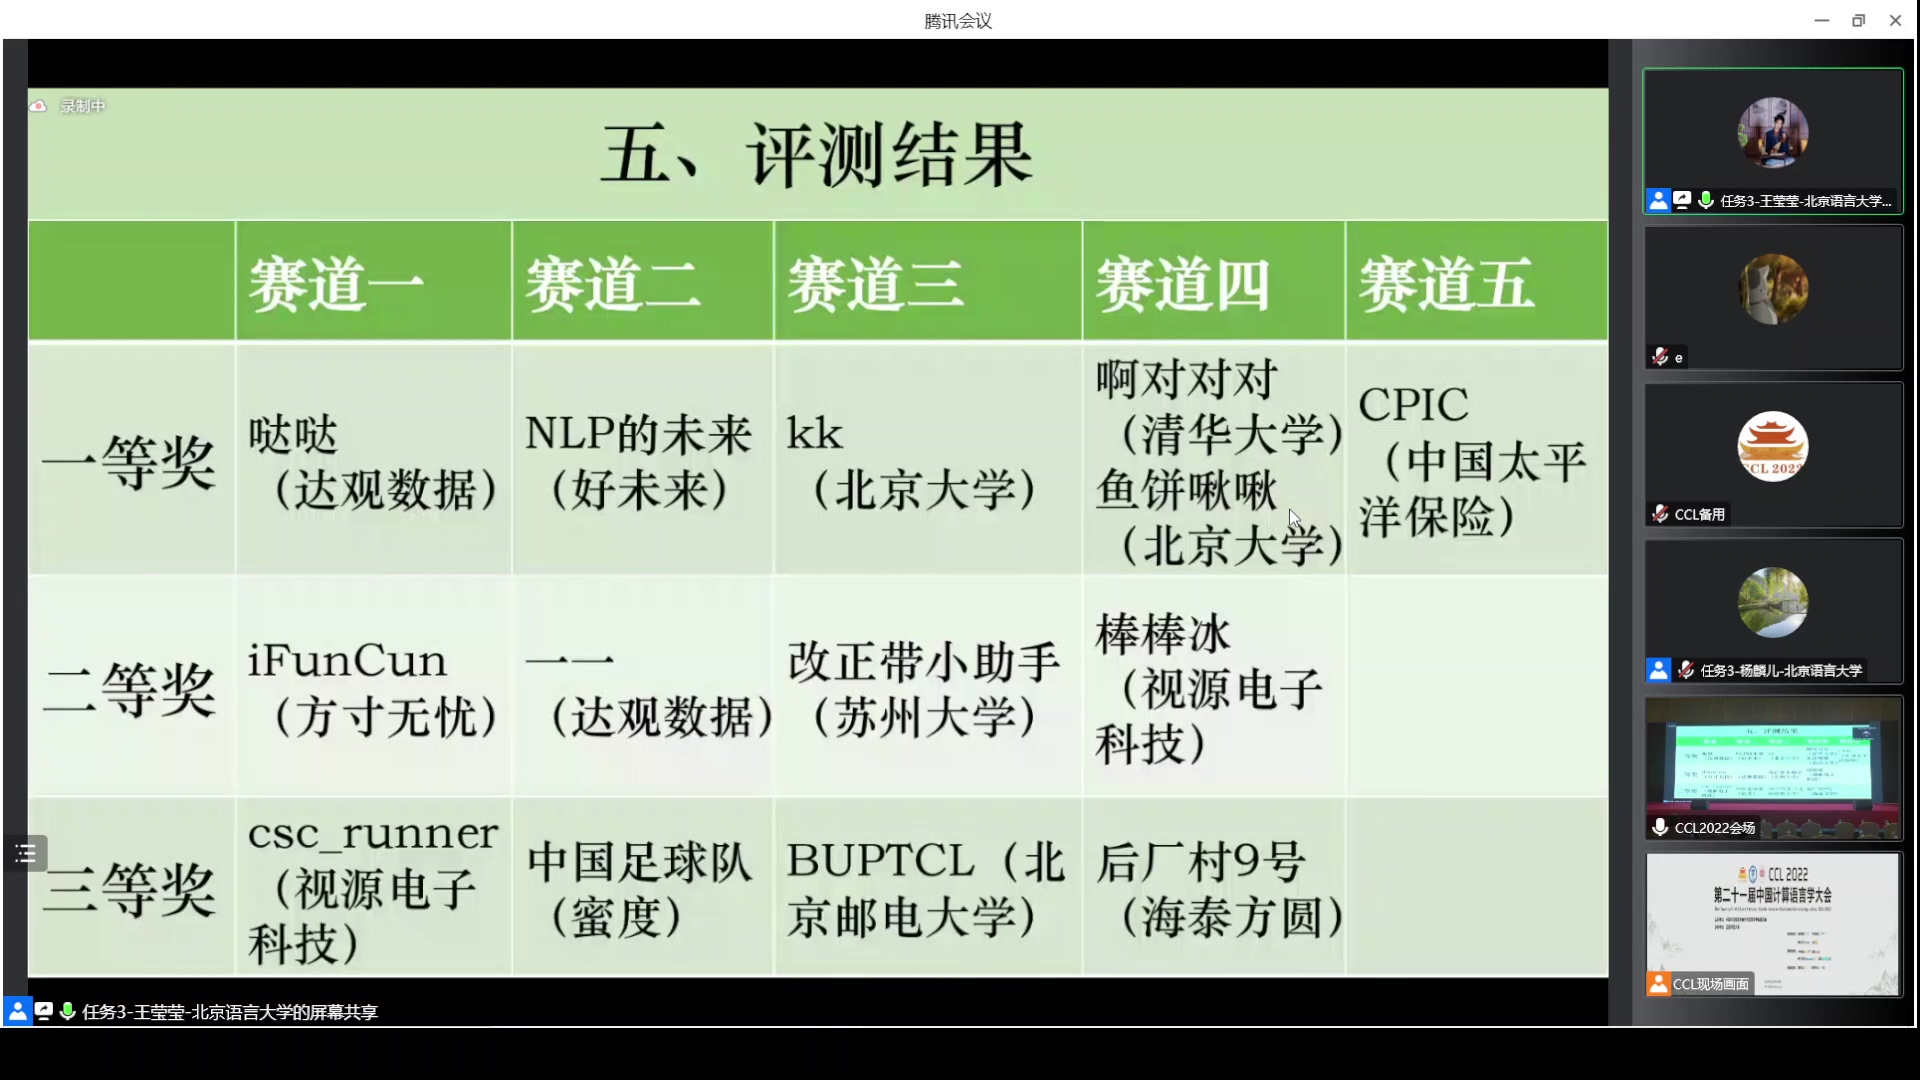 腾讯会议
录制中
五、评测结果
赛道一 赛道二 赛道三 赛道四 赛道五
一等奖
哒哒
（达观数据）
NLP的未来
（好未来）
kk
（北京大学）
啊对对对
（清华大学）
鱼饼啾啾
（北京大学）
CPIC
（中国太平
洋保险）
二等奖
iFunCun
（方寸无忧）
一一
（达观数据）
改正带小助手
（苏州大学）
棒棒冰
（视源电子
科技）
三等奖
csc_runner
（视源电子
科技）
中国足球队
（蜜度）
BUPTCL（北
京邮电大学）
后厂村9号
（海泰方圆）
任务3-王莹莹-北京语言大学的屏幕共享
任务3-王莹莹-北京语言大学...
e
CCL 2022
CCL备用
任务3-杨麟儿-北京语言大学
五、评测结果
CCL2022会场
CCL 2022
第二十一届中国计算语言学大会
CCL现场画面